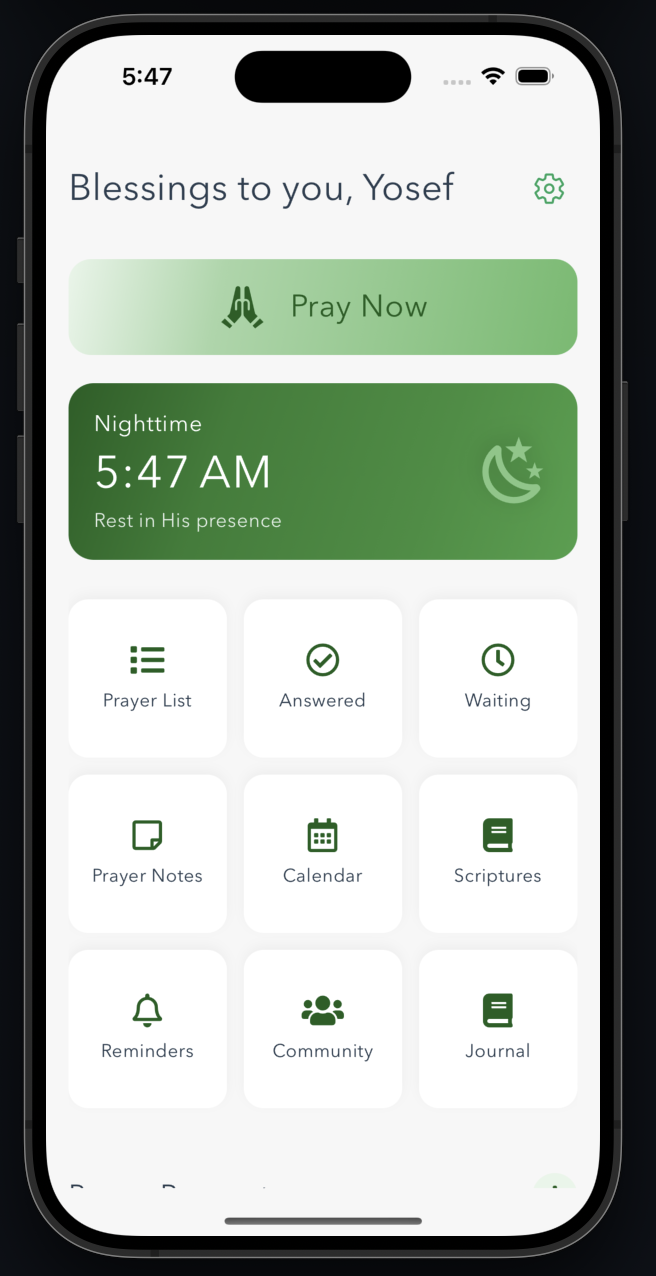 5:47
Blessings to you, Yosef
Pray Now
Nighttime
5:47 AM
Rest in His presence
Prayer List
Answered
Waiting
Prayer Notes
Calendar
Scriptures
Reminders
Community
Journal